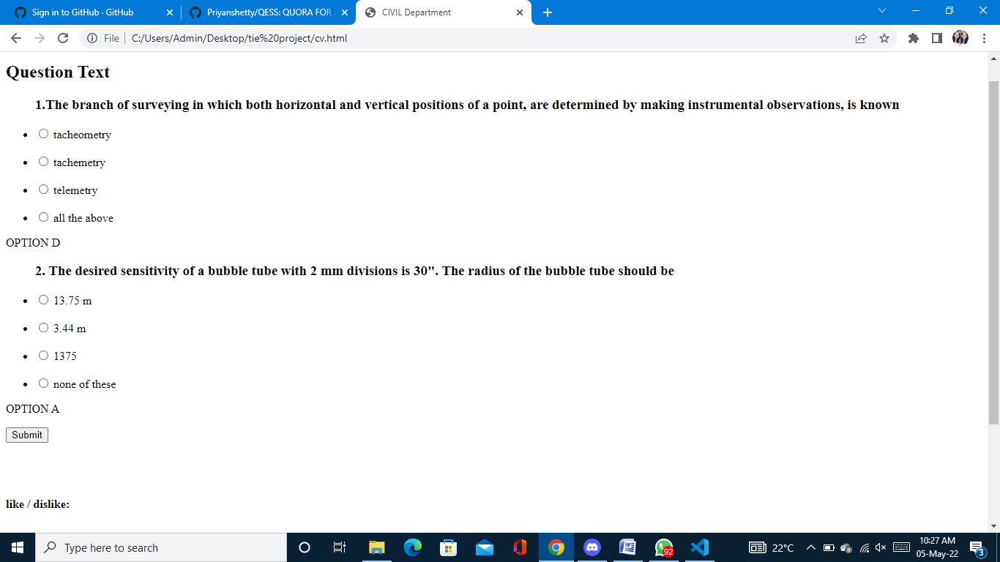 Sign in to GitHub · GitHub
Priyanshetty/QESS: QUORA FOR
CIVIL Department
File
C:/Users/Admin/Desktop/tie%20project/cv.html
Question Text
1.The branch of surveying in which both horizontal and vertical positions of a point, are determined by making instrumental observations, is known
tacheometry
tachemetry
telemetry
all the above
OPTION D
2. The desired sensitivity of a bubble tube with 2 mm divisions is 30". The radius of the bubble tube should be
13.75 m
3.44 m
1375
none of these
OPTION A
Submit
like / dislike:
Type here to search
92
22°C
10:27 AM
05-May-22
3